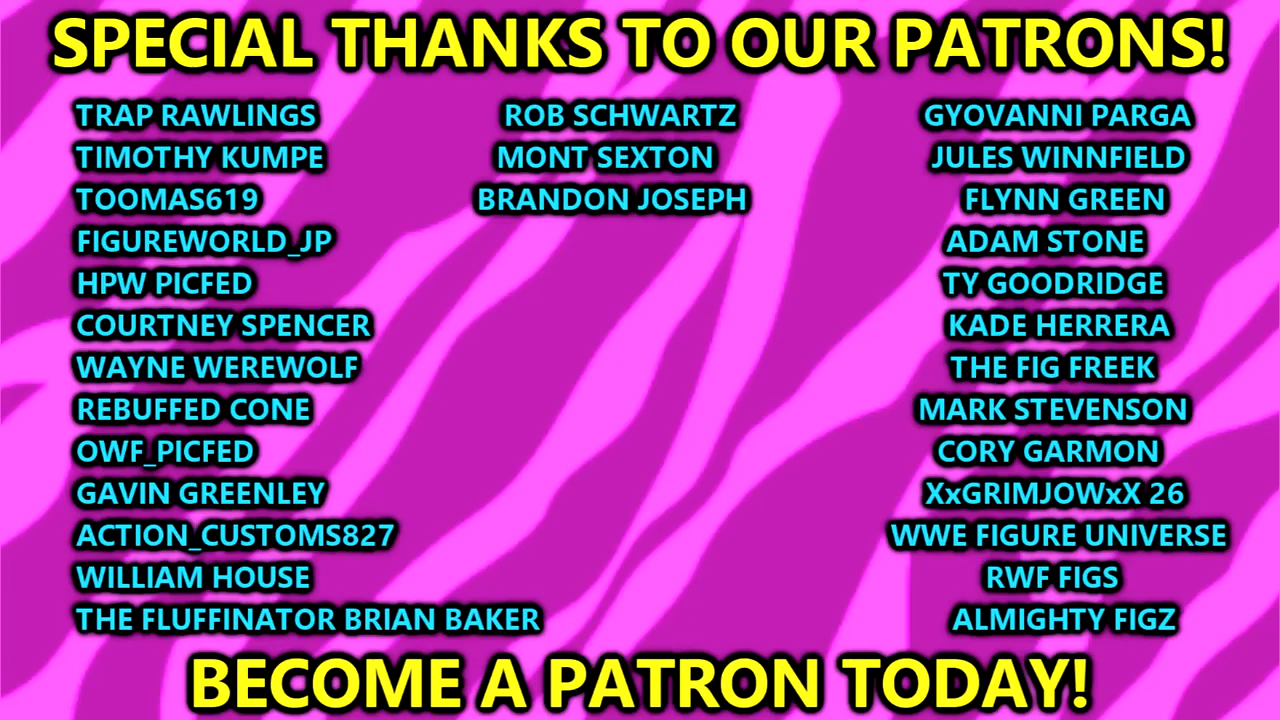 SPECIAL THANKS TO OUR PATRONS!
TRAP RAWLINGS
TIMOTHY KUMPE
TOOMAS619
FIGUREWORLD_JP
HPW PICFED
COURTNEY SPENCER
WAYNE WEREWOLF
REBUFFED CONE
OWF_PICFED
GAVIN GREENLEY
ACTION_CUSTOMS827
WILLIAM HOUSE
THE FLUFFINATOR BRIAN BAKER
ROB SCHWARTZ
MONT SEXTON
BRANDON JOSEPH
GYOVANNI PARGA
JULES WINNFIELD
FLYNN GREEN
ADAM STONE
TY GOODRIDGE
KADE HERRERA
THE FIG FREEK
MARK STEVENSON
CORY GARMON
XxGRIMJOWxX 26
WWE FIGURE UNIVERSE
RWF FIGS
ALMIGHTY FIGZ
BECOME A PATRON TODAY!